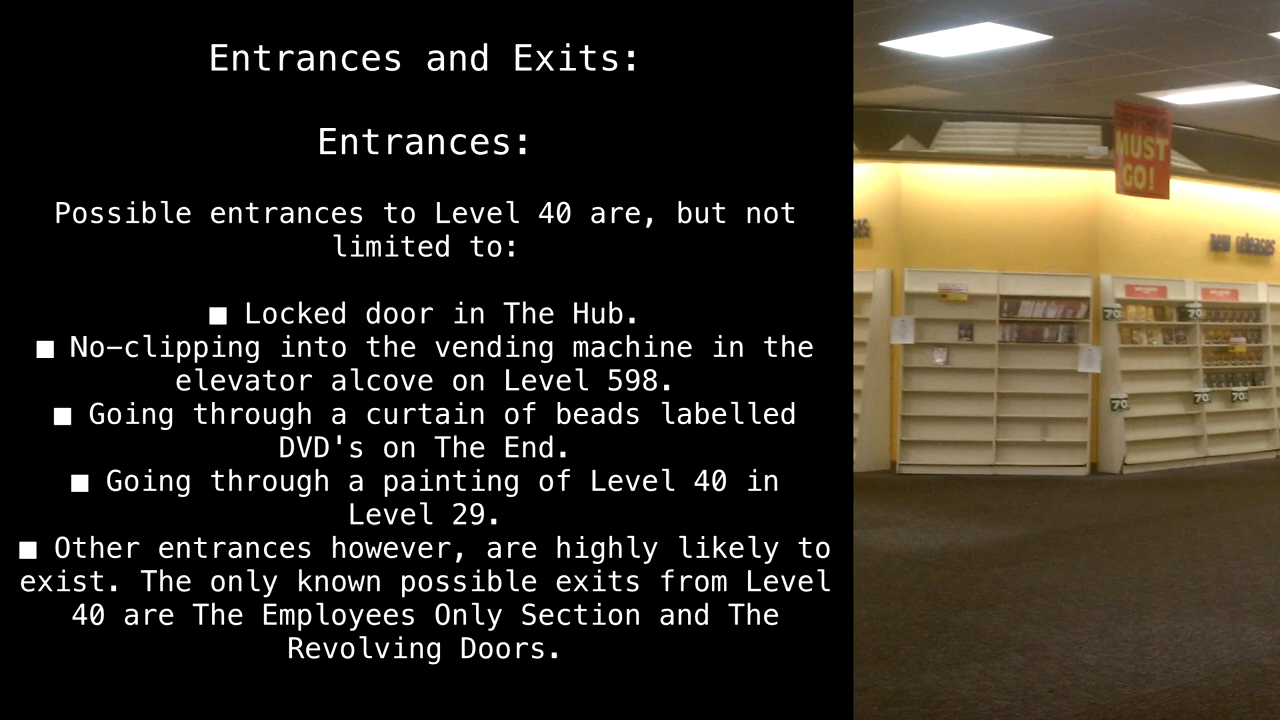 Entrances and Exits:
Entrances:
Possible entrances to Level 40 are, but not
limited to:
■ Locked door in The Hub.
■ No-clipping into the vending machine in the
elevator alcove on Level 598.
■ Going through a curtain of beads labelled
DVD's on The End.
■ Going through a painting of Level 40 in
Level 29.
■ Other entrances however, are highly likely to
exist. The only known possible exits from Level
40 are The Employees Only Section and The
Revolving Doors.
MUST
GO!
new releases
70
70
70
70
70